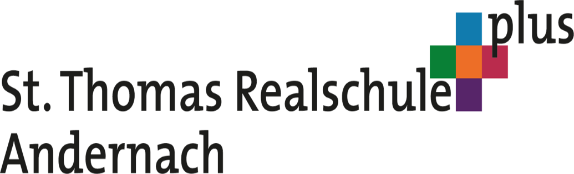 plus
St. Thomas Realschule
Andernach